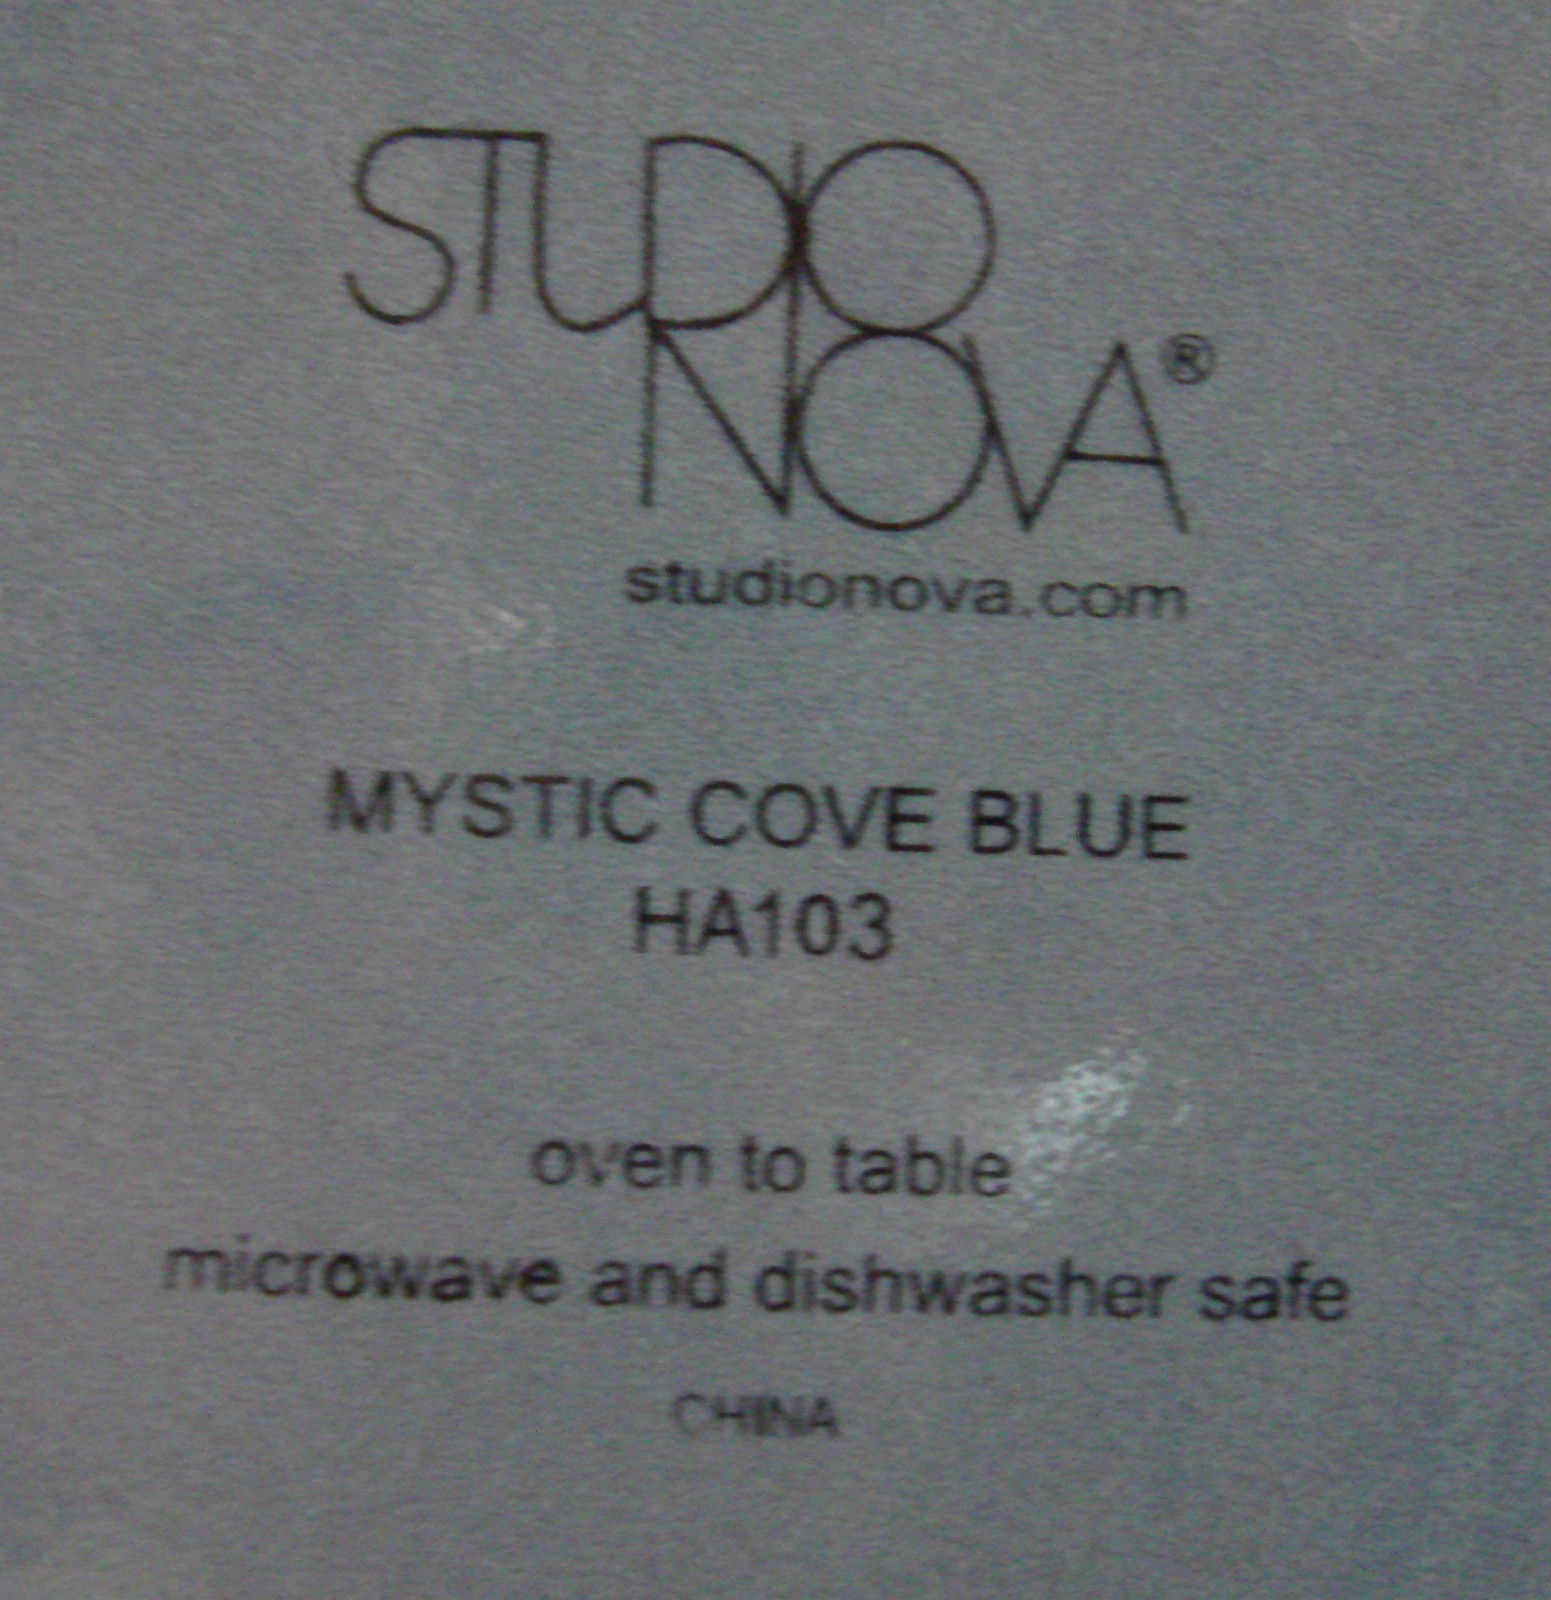 STUDIO
NOVA®
studionova.com
MYSTIC COVE BLUE
HA103
oven to table
microwave and dishwasher safe
CHINA